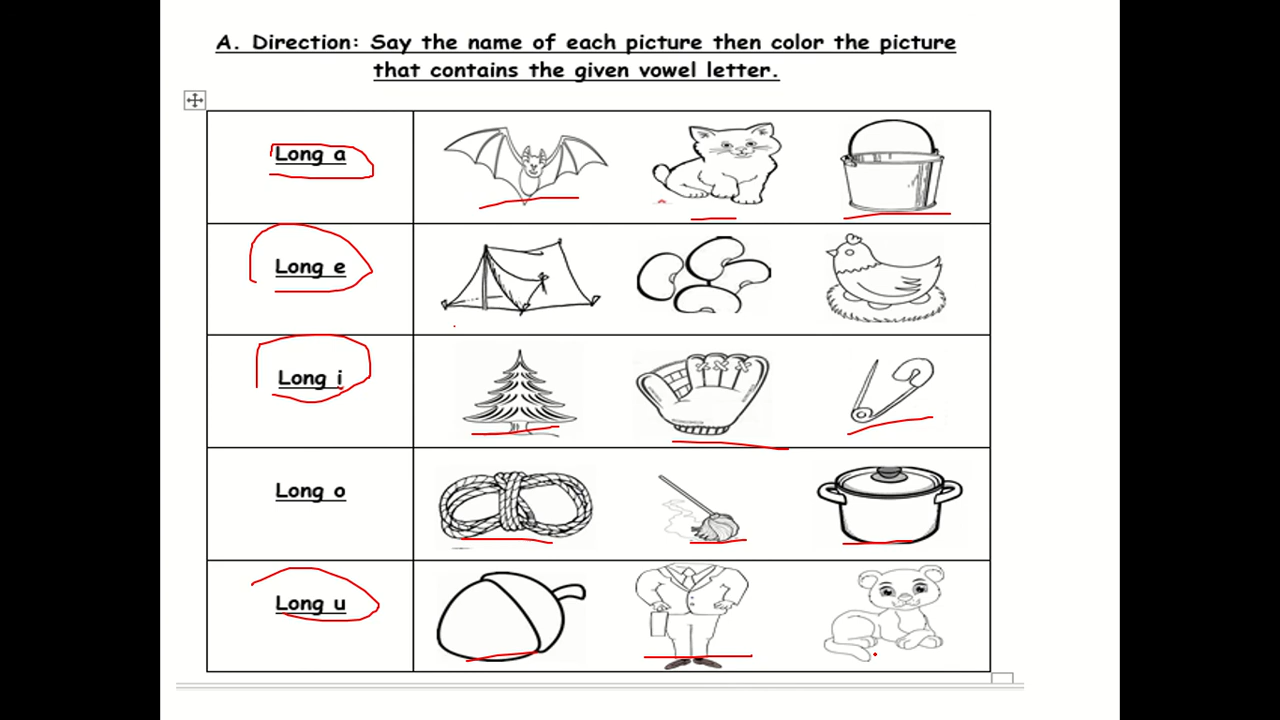 A. Direction: Say the name of each picture then color the picture
that contains the given vowel letter.
Long a
Long e
Long i
Long o
Long u